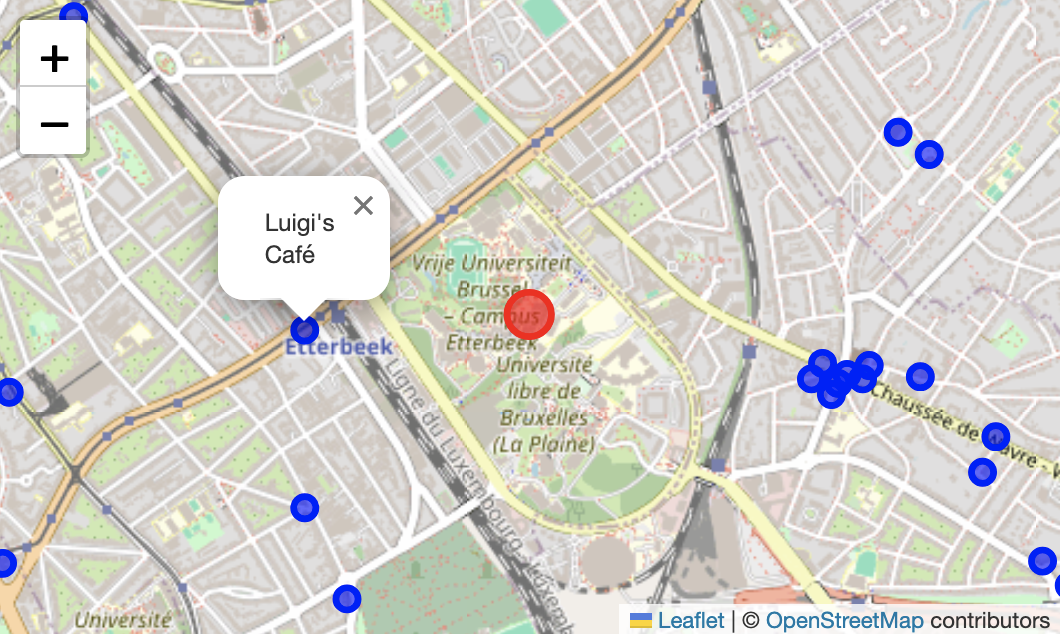 +
−
Luigi's
Café
×
Vrije Universiteit
Brussel
– Campus
Etterbeek
Etterbeek
Université
libre de
Bruxelles
(La Plaine)
Ligne du Luxembourg
Chaussée de Wavre
Université
Leaflet | © OpenStreetMap contributors